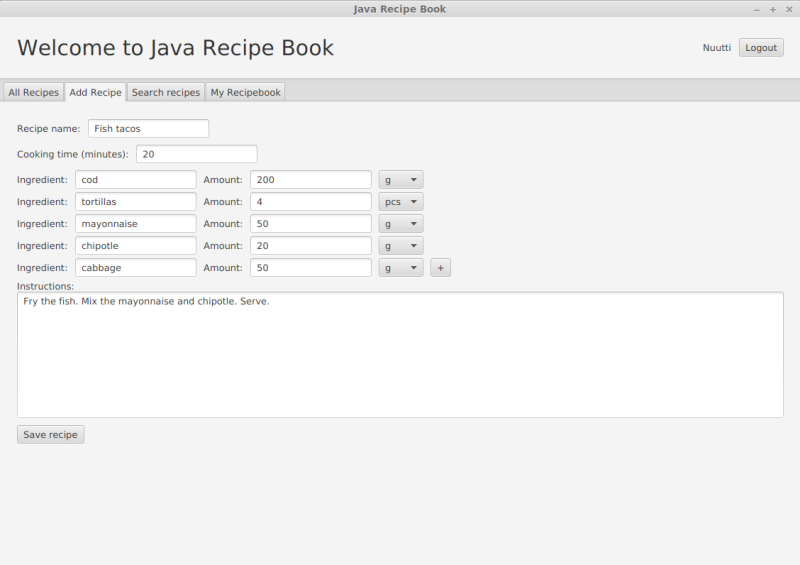 Java Recipe Book
Welcome to Java Recipe Book
Nuutti Logout
All Recipes Add Recipe Search recipes My Recipebook
Recipe name: Fish tacos
Cooking time (minutes): 20
Ingredient: cod Amount: 200 g
Ingredient: tortillas Amount: 4 pcs
Ingredient: mayonnaise Amount: 50 g
Ingredient: chipotle Amount: 20 g
Ingredient: cabbage Amount: 50 g +
Instructions:
Fry the fish. Mix the mayonnaise and chipotle. Serve.
Save recipe